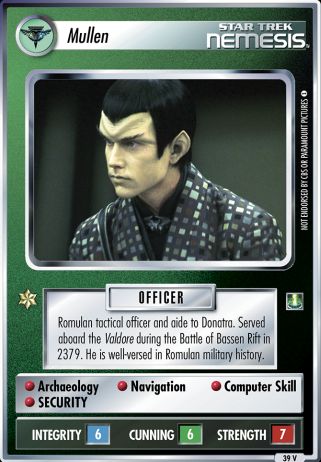 Mullen
STAR TREK
NEMESIS™
NOT ENDORSED BY CBS OR PARAMOUNT PICTURES
OFFICER
Romulan tactical officer and aide to Donatra. Served
aboard the Valdore during the Battle of Bassen Rift in
2379. He is well-versed in Romulan military history.
Archaeology Navigation Computer Skill
SECURITY
INTEGRITY 6 CUNNING 6 STRENGTH 7
39 V